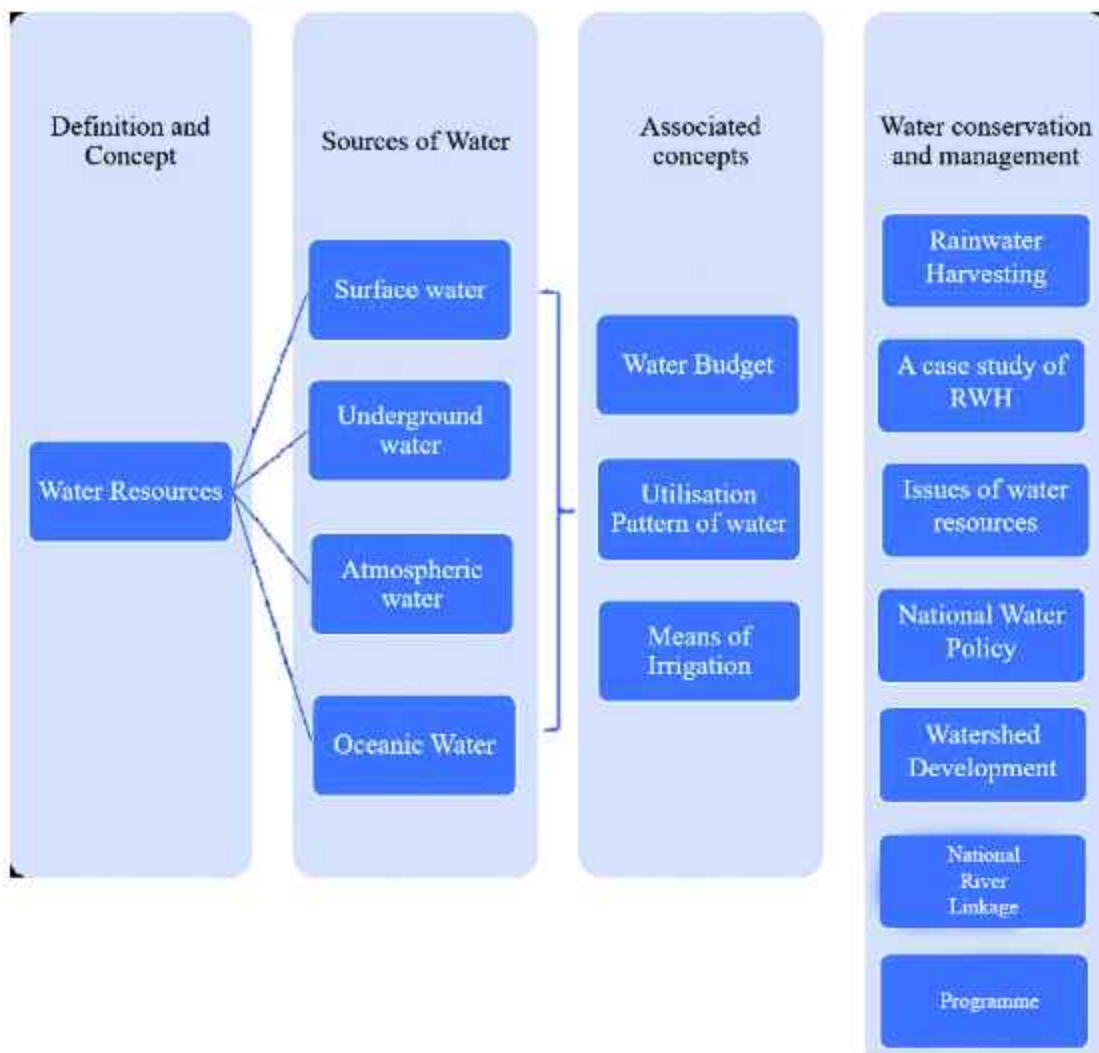 Definition and
Concept
Water Resources
Sources of Water
Surface water
Underground
water
Atmospheric
water
Oceanic Water
Associated
concepts
Water Budget
Utilisation
Pattern of water
Means of
Irrigation
Water conservation
and management
Rainwater
Harvesting
A case study of
RWH
Issues of water
resources
National Water
Policy
Watershed
Development
National
River
Linkage
Programme